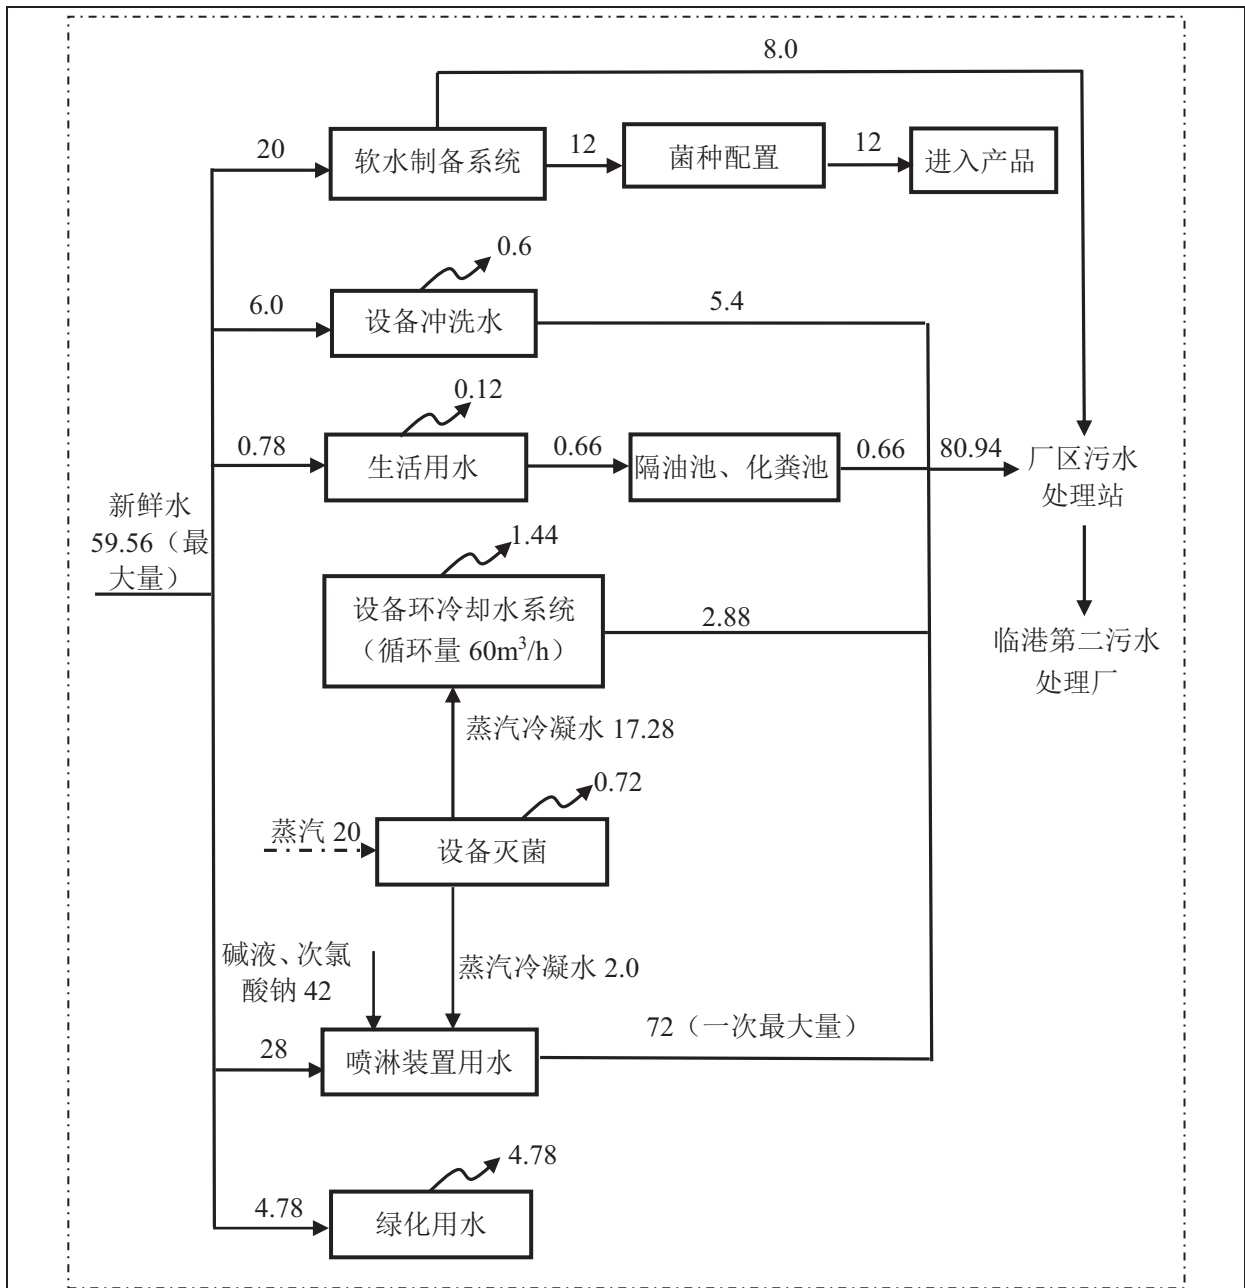 8.0
20
软水制备系统
12
菌种配置
12
进入产品
0.6
6.0
设备冲洗水
5.4
0.12
0.78
生活用水
0.66
隔油池、化粪池
0.66
80.94
厂区污水
处理站
新鲜水
59.56（最
大量）
1.44
设备环冷却水系统
（循环量 60m³/h）
2.88
临港第二污水
处理厂
蒸汽冷凝水 17.28
0.72
蒸汽 20
设备灭菌
碱液、次氯
酸钠 42
蒸汽冷凝水 2.0
28
喷淋装置用水
72（一次最大量）
4.78
4.78
绿化用水